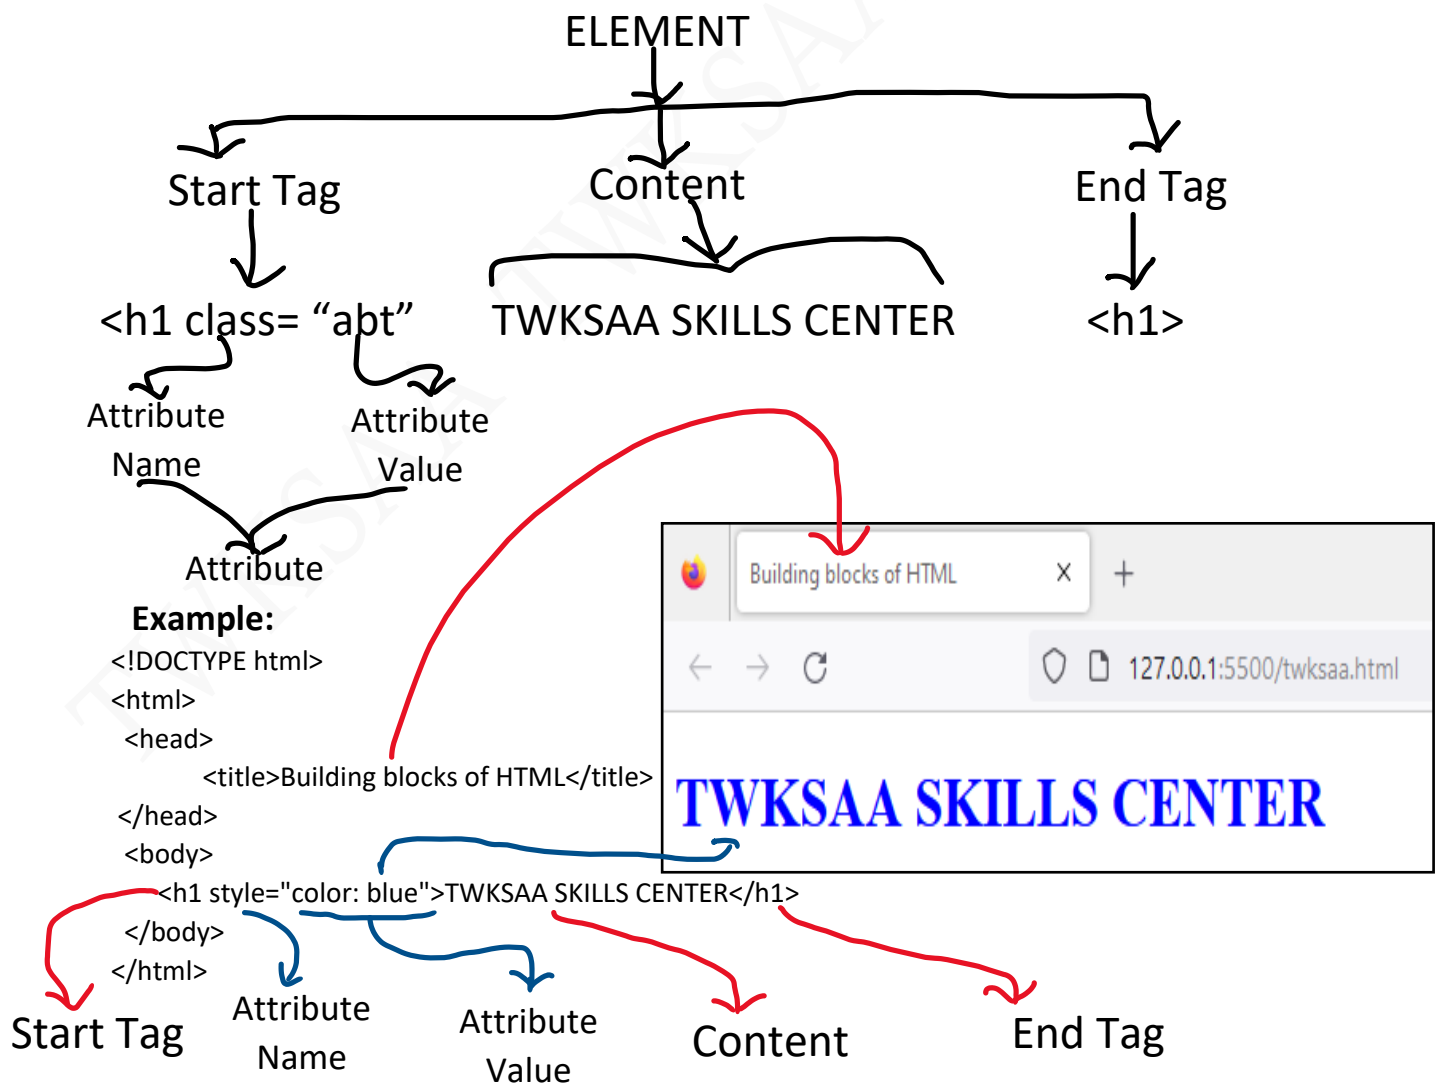 ELEMENT
Start Tag
Content
End Tag
<h1 class= “abt”
TWKSAA SKILLS CENTER
<h1>
Attribute
Name
Attribute
Value
Attribute
Example:
<!DOCTYPE html>
<html>
<head>
<title>Building blocks of HTML</title>
</head>
<body>
<h1 style="color: blue">TWKSAA SKILLS CENTER</h1>
</body>
</html>
Building blocks of HTML
127.0.0.1:5500/twksaa.html
TWKSAA SKILLS CENTER
Start Tag
Attribute
Name
Attribute
Value
Content
End Tag
TWKSAA TWKSAA